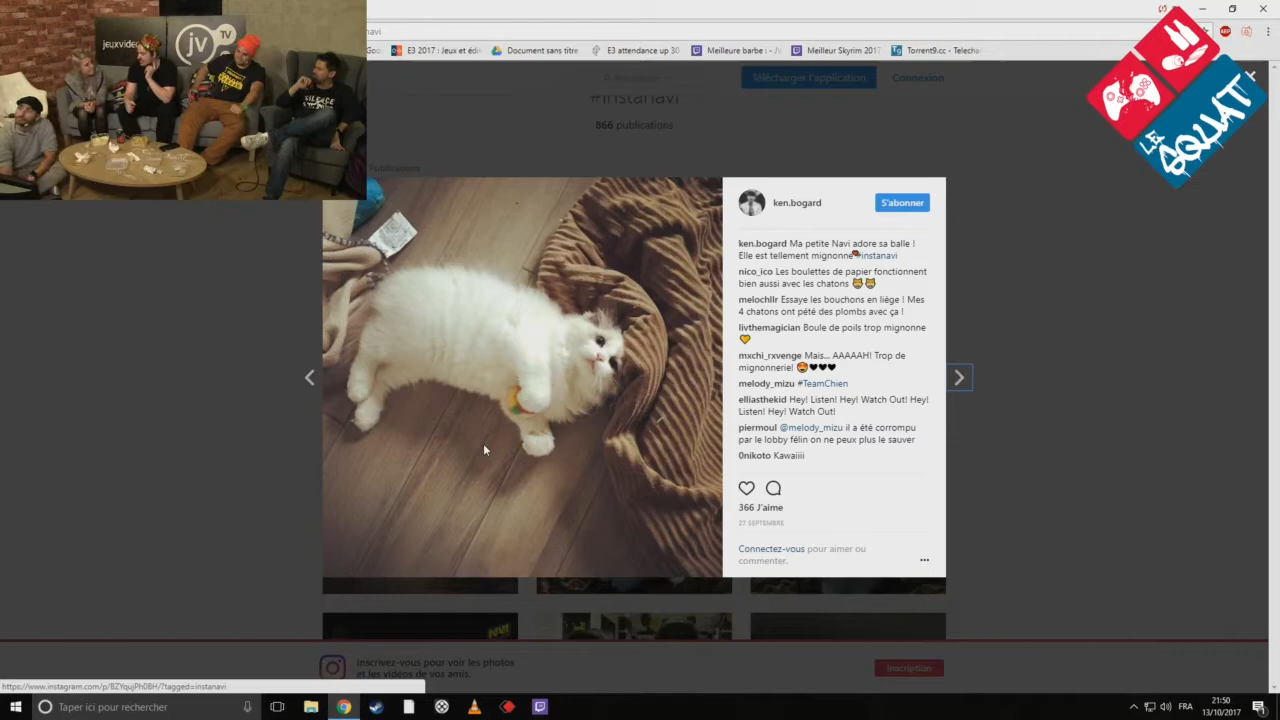 jeuxvideo
jv
TV
SILENCE
navi
E3 2017 : Jeux et édi
Document sans titre
E3 attendance up 30
Meilleure barbe : - J
Meilleur Skyrim 2017
Torrent9.cc - Telecha
ABP
Télécharger l'application
Connexion
#instanavi
866 publications
Publications
LE
SQUAT
ken.bogard
S'abonner
ken.bogard Ma petite Navi adore sa balle !
Elle est tellement mignonne #instanavi
nico_ico Les boulettes de papier fonctionnent
bien aussi avec les chatons
melochllr Essaye les bouchons en liège ! Mes
4 chatons ont pété des plombs avec ça !
livthemagician Boule de poils trop mignonne
mxchi_rxvenge Mais... AAAAAH! Trop de
mignonnerie!
melody_mizu #TeamChien
elliasthekid Hey! Listen! Hey! Watch Out! Hey!
Listen! Hey! Watch Out!
piermoul @melody_mizu il a été corrompu
par le lobby félin on ne peux plus le sauver
0nikoto Kawaiiii
366 J'aime
27 SEPTEMBRE
Connectez-vous pour aimer ou
commenter.
Inscrivez-vous pour voir les photos
et les vidéos de vos amis.
Inscription
https://www.instagram.com/p/BZYqujPh0BH/?tagged=instanavi
Taper ici pour rechercher
FRA
21:50
13/10/2017